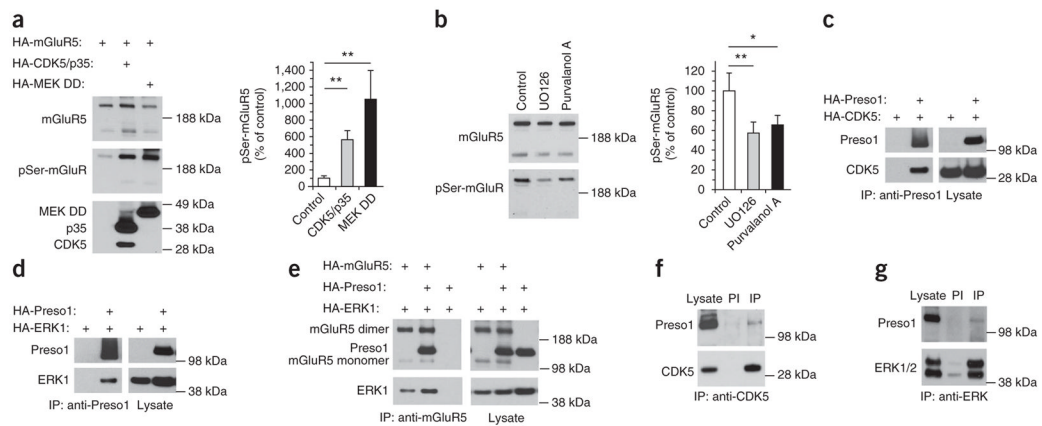 a
HA-mGluR5: + + +
HA-CDK5/p35: +
HA-MEK DD: +
mGluR5
188 kDa
pSer-mGluR
188 kDa
MEK DD
p35
CDK5
49 kDa
38 kDa
28 kDa
pSer-mGluR5
(% of control)
1,400
1,200
1,000
800
600
400
200
0
**
**
Control
CDK5/p35
MEK DD
b
Control
UO126
Purvalanol A
mGluR5
188 kDa
pSer-mGluR
188 kDa
pSer-mGluR5
(% of control)
120
100
80
60
40
20
0
*
**
Control
UO126
Purvalanol A
c
HA-Preso1: + +
HA-CDK5: + + + +
Preso1
98 kDa
CDK5
28 kDa
IP: anti-Preso1 Lysate
d
HA-Preso1: + +
HA-ERK1: + + + +
Preso1
98 kDa
ERK1
38 kDa
IP: anti-Preso1 Lysate
e
HA-mGluR5: + + + +
HA-Preso1: + + + +
HA-ERK1: + + + + + +
mGluR5 dimer
188 kDa
Preso1
mGluR5 monomer
98 kDa
ERK1
38 kDa
IP: anti-mGluR5 Lysate
f
Lysate PI IP
Preso1
98 kDa
CDK5
28 kDa
IP: anti-CDK5
g
Lysate PI IP
Preso1
98 kDa
ERK1/2
38 kDa
IP: anti-ERK